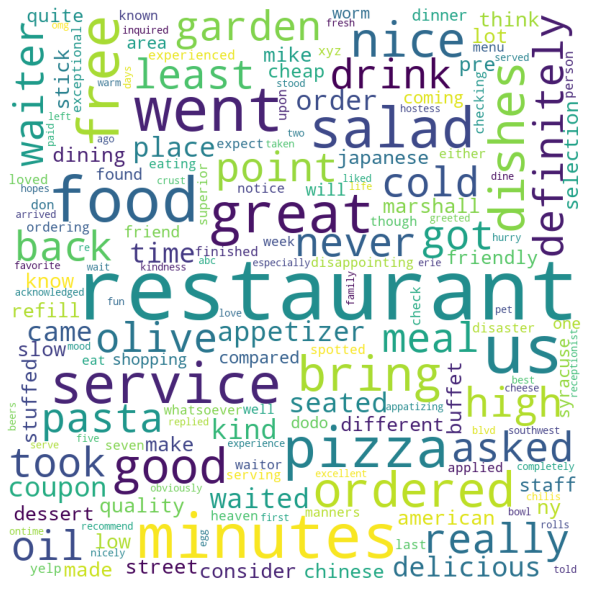 quite omg known inquired worm dinner think fresh
waiter stick exceptional free area experienced garden least mike cheap nice xyz pre lot menu served person
went drink order coming upon stood checking hostess
dining days paid left ago warm place salad two taken either dishes definitely selection
loved eating found crust point japanese cold dine
food superior expect notice will marshall
don hopes arrived ordering friend great liked life though greeted
back time finished week never got friendly hurry
favorite re wait kindness abc especially disappointing erie
know acknowledged fun restaurant family pet
refill love check one disaster
came olive appetizer spotted meal us
slow mood eat shopping compared best receptionist syracuse
stuffed service bring buffet high cheese
beers pasta whatsoever well seated appatizing
replied kind dodo different blvd southwest
five seven experience
took serve make good waitor pizza asked completely
coupon waited serving excellent applied ordered staff chills
dessert obviously quality heaven first manners american bowl ny
oil ontime recommend low minutes egg last really rolls
yelp made nicely street consider chinese delicious told